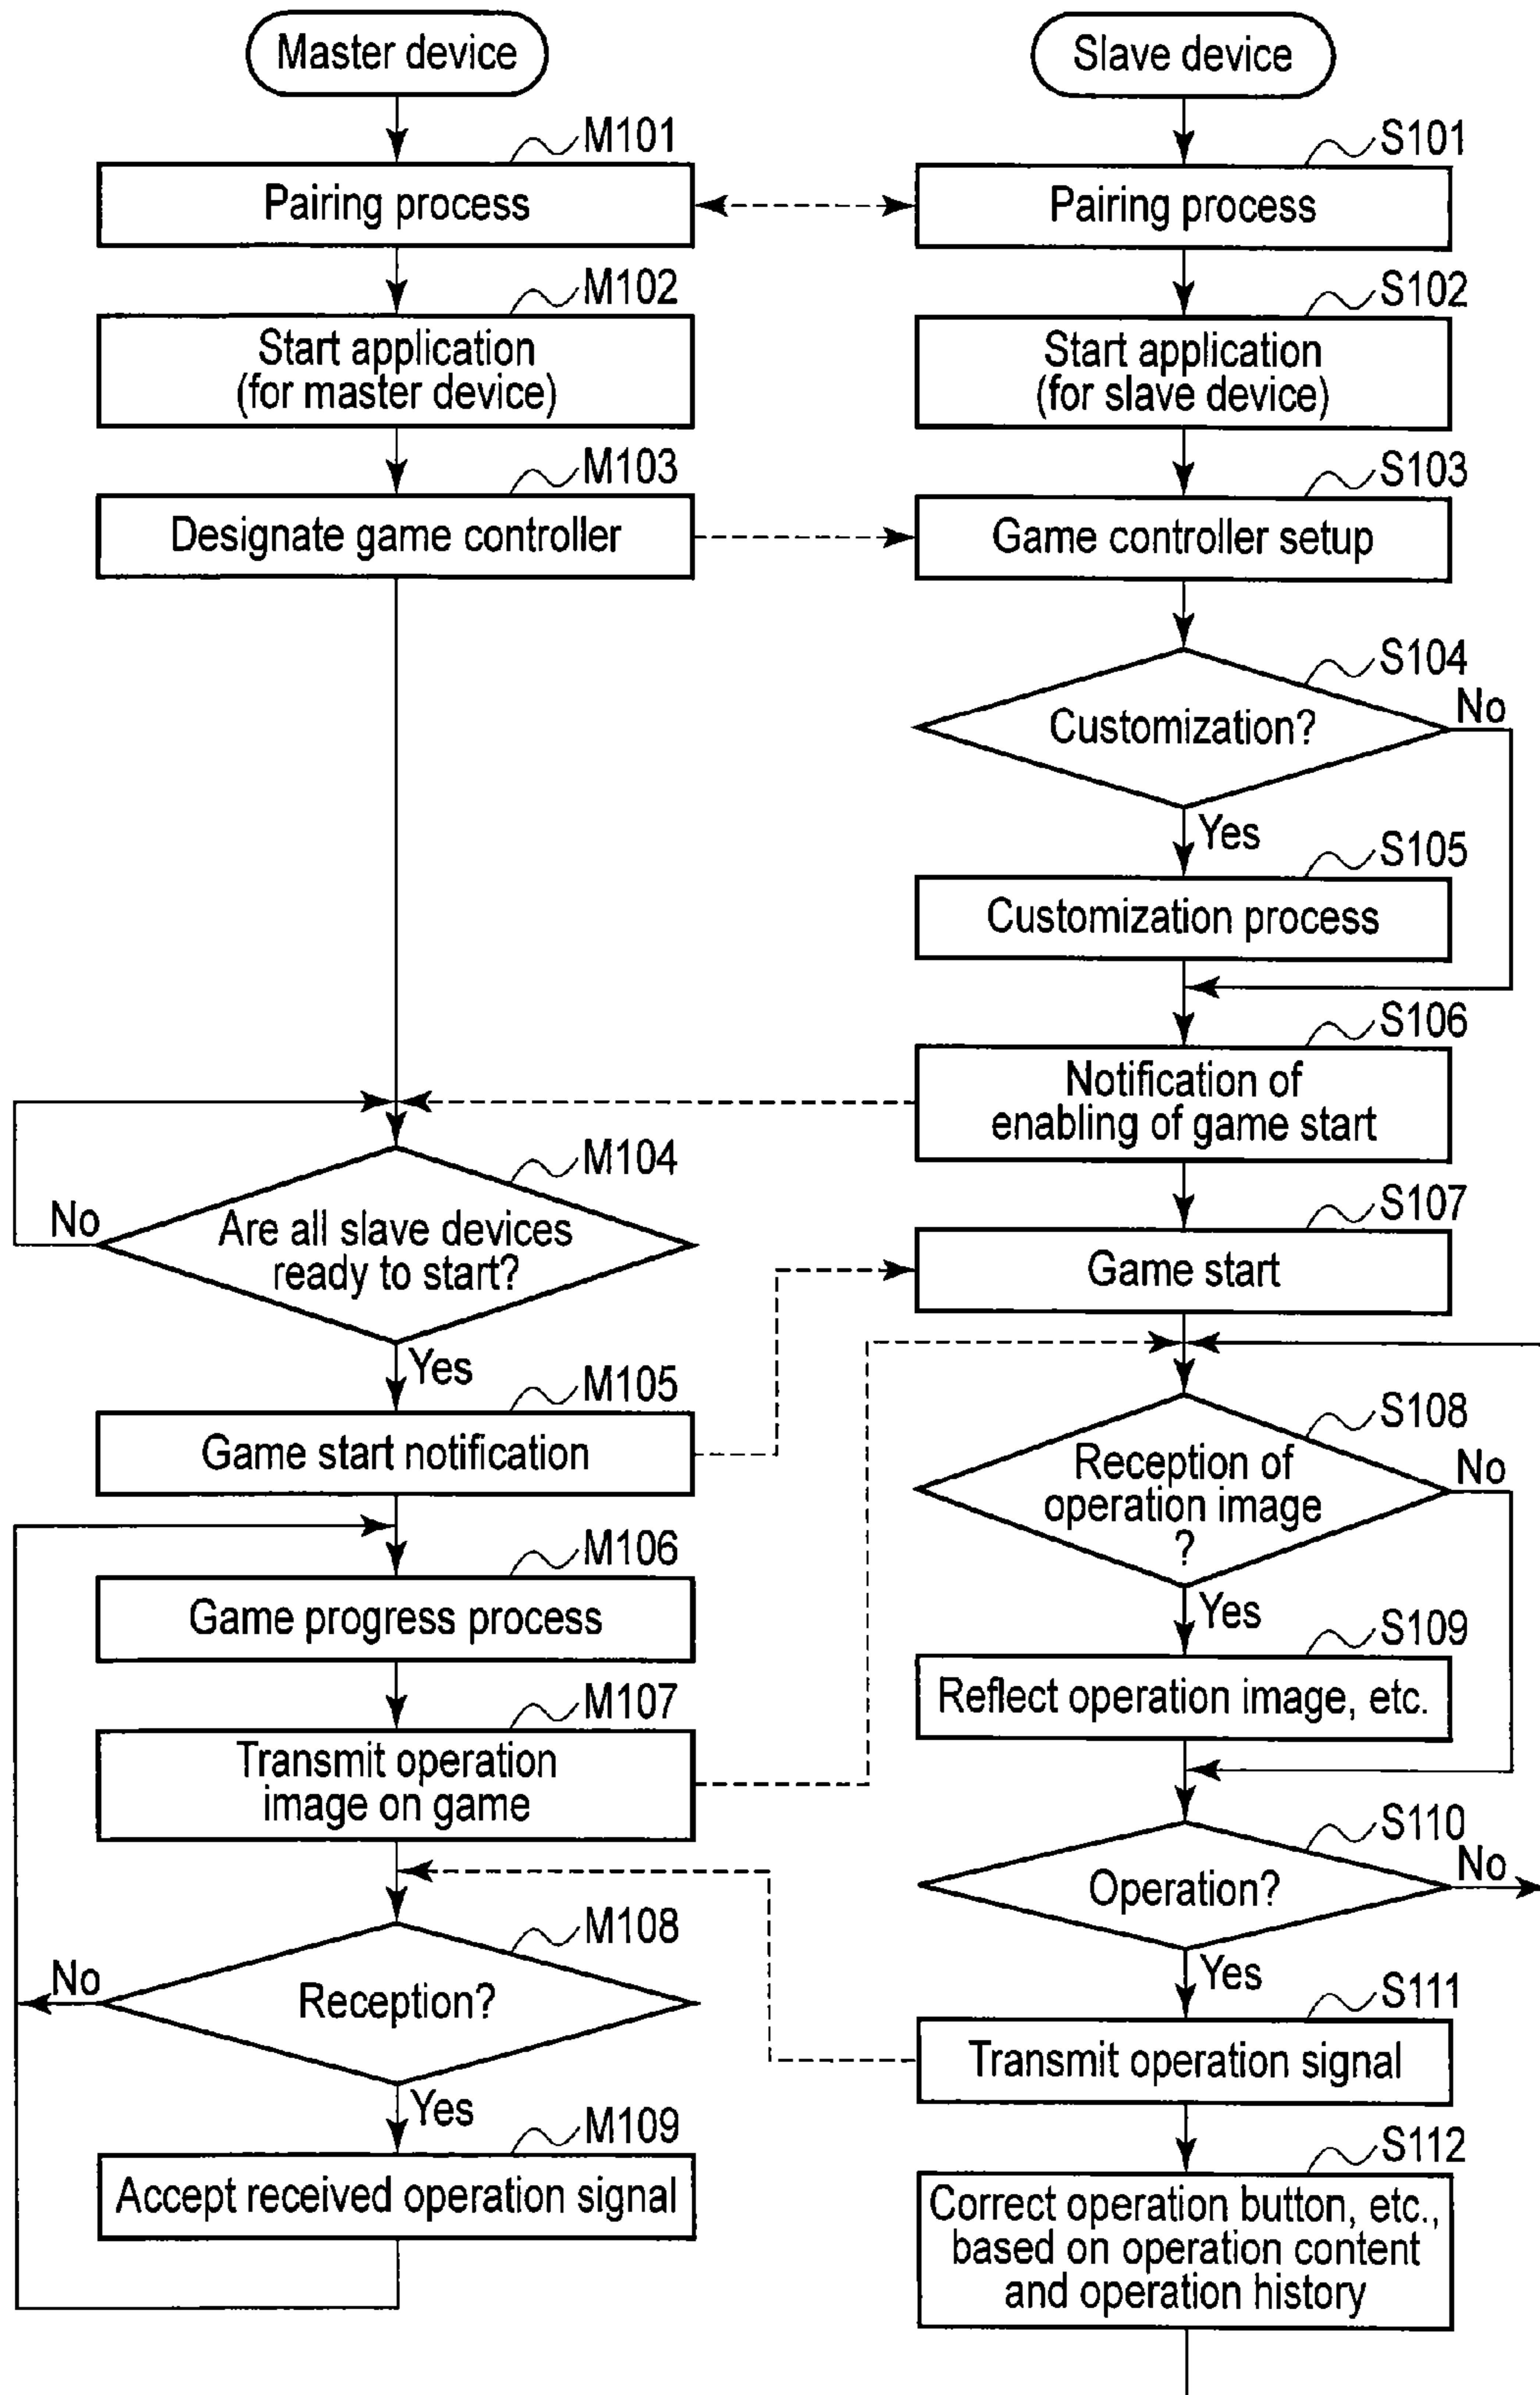 Master device
M101
Pairing process
M102
Start application
(for master device)
M103
Designate game controller
M104
Are all slave devices
ready to start?
No
Yes
M105
Game start notification
M106
Game progress process
M107
Transmit operation
image on game
M108
Reception?
No
Yes
M109
Accept received operation signal
Slave device
S101
Pairing process
S102
Start application
(for slave device)
S103
Game controller setup
S104
Customization?
No
Yes
S105
Customization process
S106
Notification of
enabling of game start
S107
Game start
S108
Reception of
operation image
?
No
Yes
S109
Reflect operation image, etc.
S110
Operation?
No
Yes
S111
Transmit operation signal
S112
Correct operation button, etc.,
based on operation content
and operation history